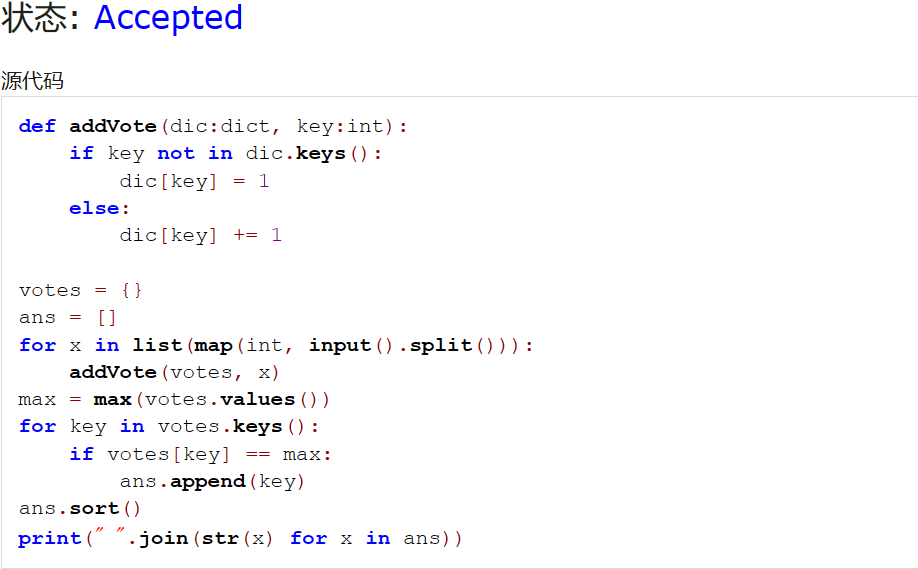 状态: Accepted
源代码
def addVote(dic:dict, key:int):
    if key not in dic.keys():
        dic[key] = 1
    else:
        dic[key] += 1

votes = {}
ans = []
for x in list(map(int, input().split())):
    addVote(votes, x)
max = max(votes.values())
for key in votes.keys():
    if votes[key] == max:
        ans.append(key)
ans.sort()
print(" ".join(str(x) for x in ans))